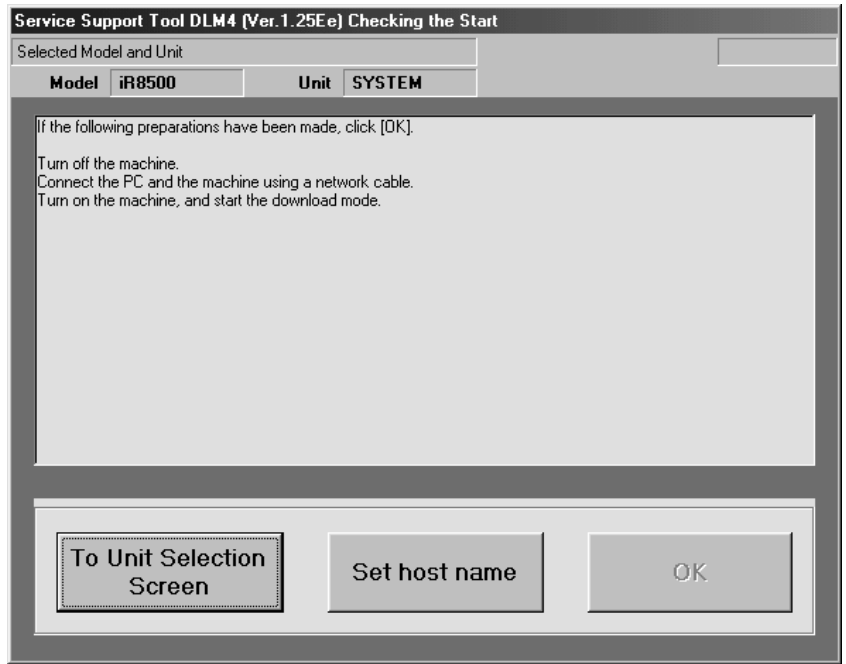 Service Support Tool DLM4 (Ver.1.25Ee) Checking the Start
Selected Model and Unit
Model iR8500 Unit SYSTEM
If the following preparations have been made, click [OK].
Turn off the machine.
Connect the PC and the machine using a network cable.
Turn on the machine, and start the download mode.
To Unit Selection
Screen
Set host name
OK